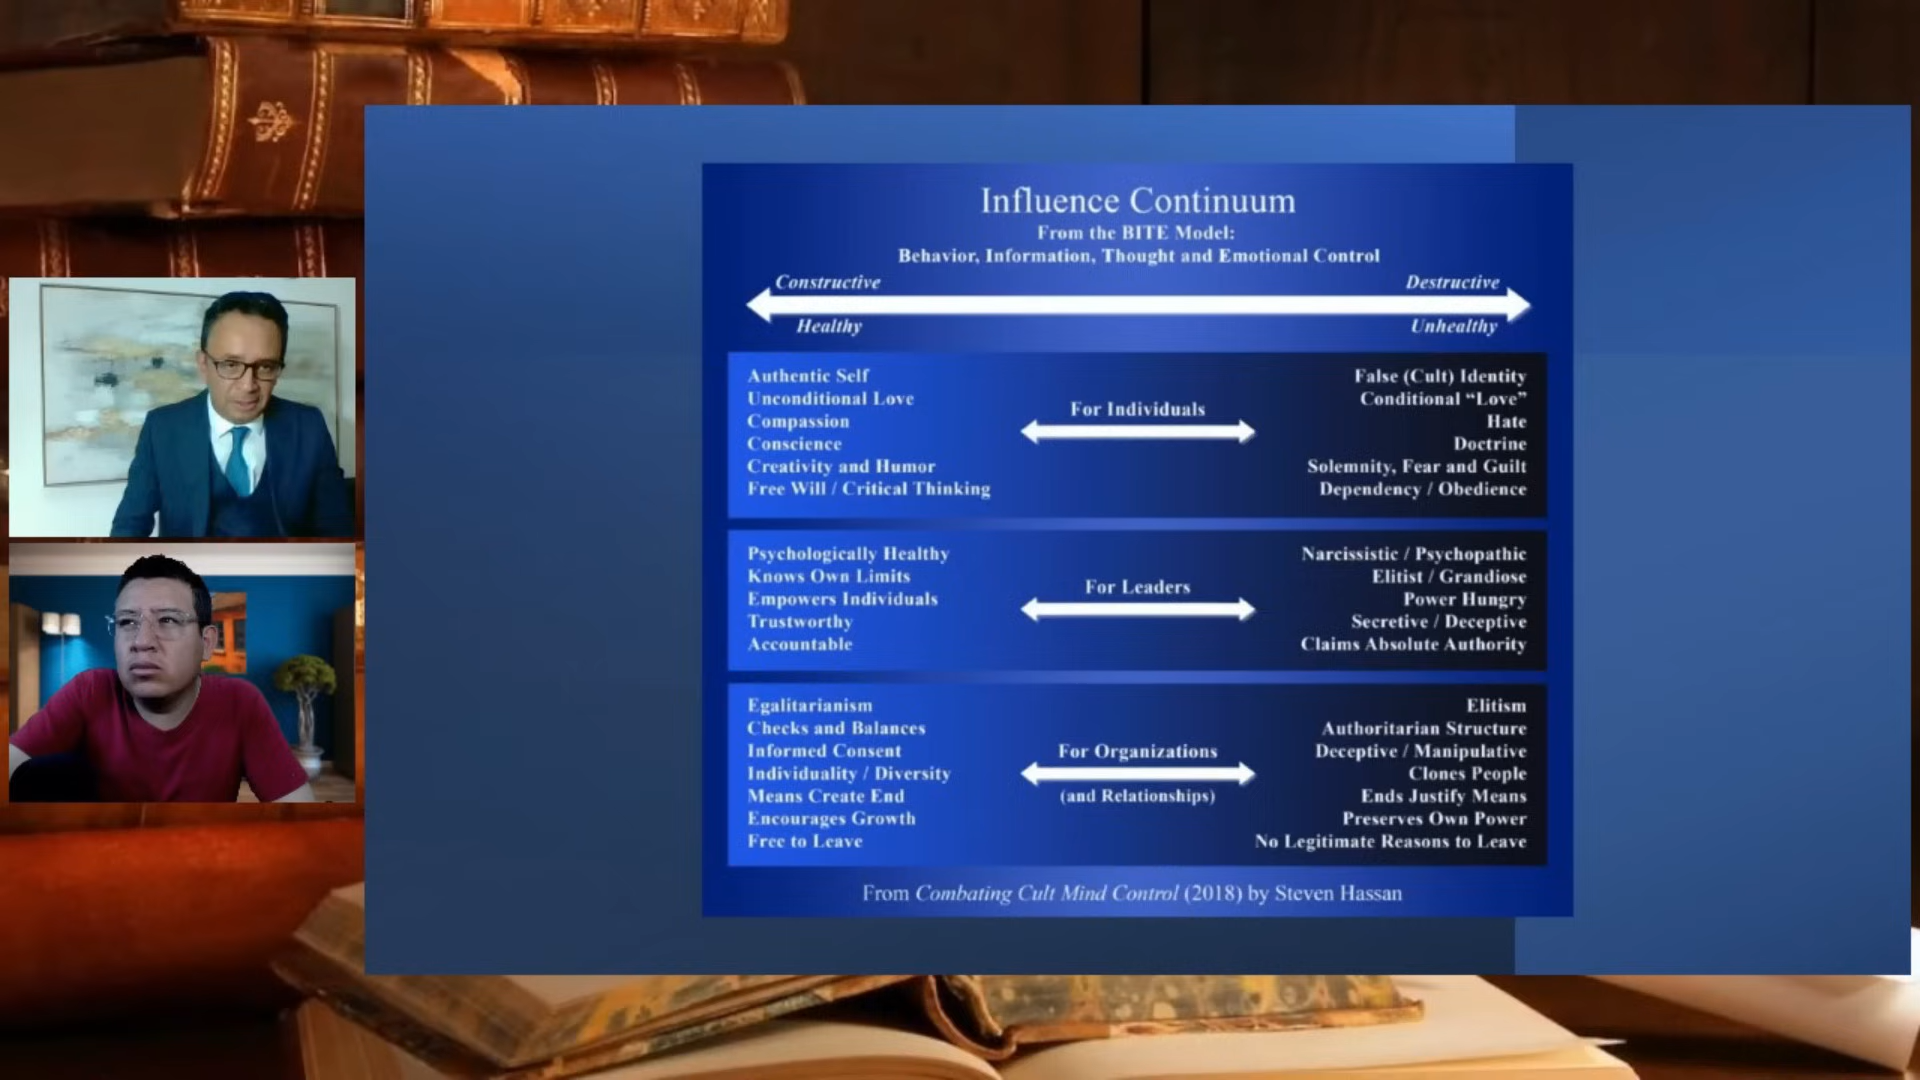 Influence Continuum
From the BITE Model:
Behavior, Information, Thought and Emotional Control
Constructive
Destructive
Healthy
Unhealthy
Authentic Self
Unconditional Love
Compassion
Conscience
Creativity and Humor
Free Will / Critical Thinking
For Individuals
False (Cult) Identity
Conditional “Love”
Hate
Doctrine
Solemnity, Fear and Guilt
Dependency / Obedience
Psychologically Healthy
Knows Own Limits
Empowers Individuals
Trustworthy
Accountable
For Leaders
Narcissistic / Psychopathic
Elitist / Grandiose
Power Hungry
Secretive / Deceptive
Claims Absolute Authority
Egalitarianism
Checks and Balances
Informed Consent
Individuality / Diversity
Means Create End
Encourages Growth
Free to Leave
For Organizations
(and Relationships)
Elitism
Authoritarian Structure
Deceptive / Manipulative
Clones People
Ends Justify Means
Preserves Own Power
No Legitimate Reasons to Leave
From Combating Cult Mind Control (2018) by Steven Hassan